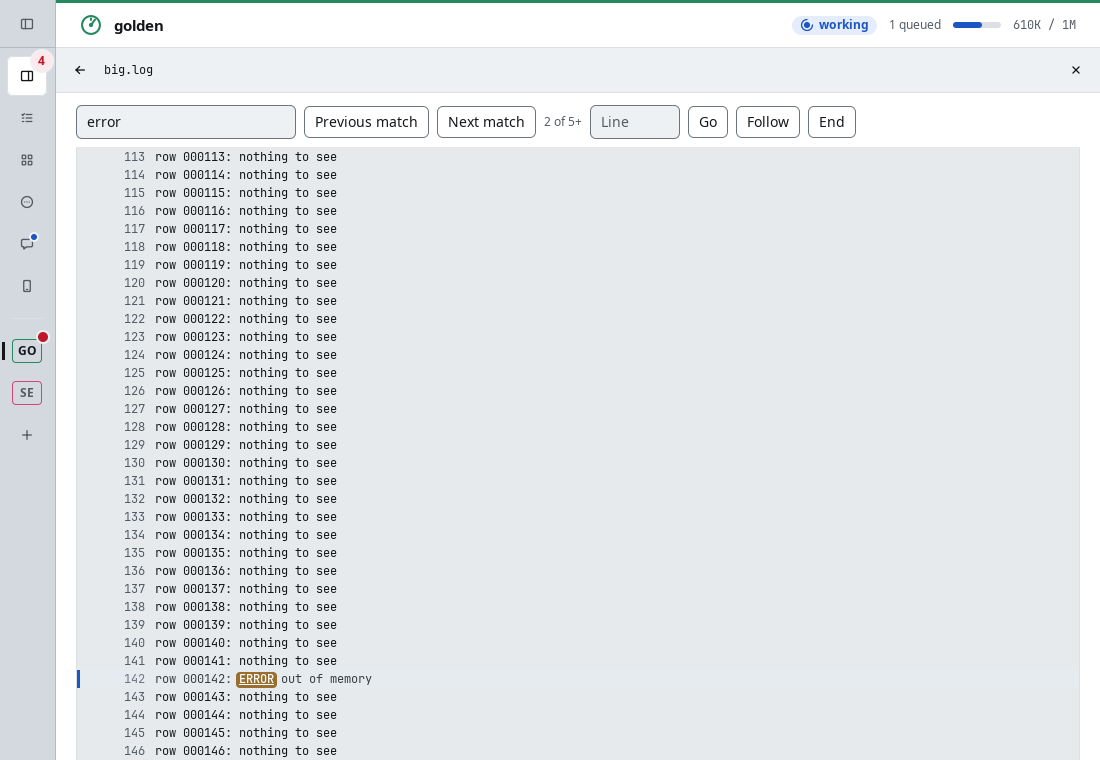 golden
working
1 queued
610K / 1M
4
big.log
error
Previous match
Next match
2 of 5+
Line
Go
Follow
End
113 row 000113: nothing to see
114 row 000114: nothing to see
115 row 000115: nothing to see
116 row 000116: nothing to see
117 row 000117: nothing to see
118 row 000118: nothing to see
119 row 000119: nothing to see
120 row 000120: nothing to see
121 row 000121: nothing to see
122 row 000122: nothing to see
123 row 000123: nothing to see
124 row 000124: nothing to see
125 row 000125: nothing to see
126 row 000126: nothing to see
127 row 000127: nothing to see
128 row 000128: nothing to see
129 row 000129: nothing to see
130 row 000130: nothing to see
131 row 000131: nothing to see
132 row 000132: nothing to see
133 row 000133: nothing to see
134 row 000134: nothing to see
135 row 000135: nothing to see
136 row 000136: nothing to see
137 row 000137: nothing to see
138 row 000138: nothing to see
139 row 000139: nothing to see
140 row 000140: nothing to see
141 row 000141: nothing to see
142 row 000142: ERROR out of memory
143 row 000143: nothing to see
144 row 000144: nothing to see
145 row 000145: nothing to see
146 row 000146: nothing to see
GO
SE